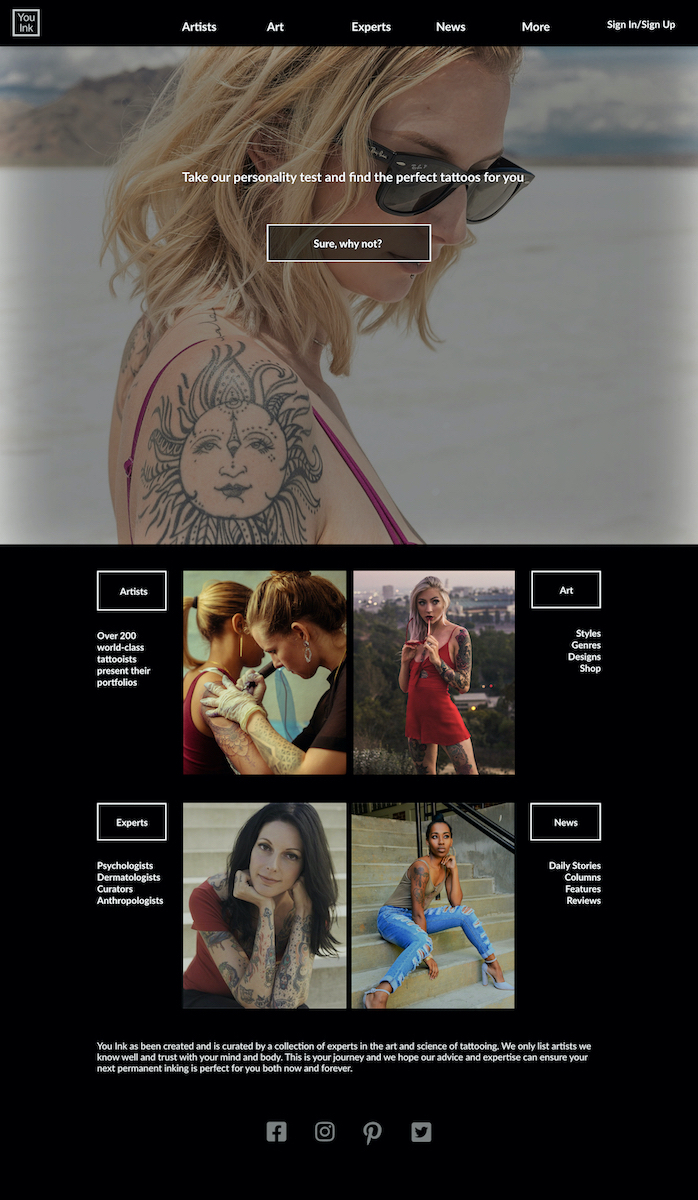 You
Ink
Artists
Art
Experts
News
More
Sign In/Sign Up
Take our personality test and find the perfect tattoos for you
Sure, why not?
Artists
Over 200
world-class
tattooists
present their
portfolios
Art
Styles
Genres
Designs
Shop
Experts
Psychologists
Dermatologists
Curators
Anthropologists
News
Daily Stories
Columns
Features
Reviews
You Ink as been created and is curated by a collection of experts in the art and science of tattooing. We only list artists we
know well and trust with your mind and body. This is your journey and we hope our advice and expertise can ensure your
next permanent inking is perfect for you both now and forever.